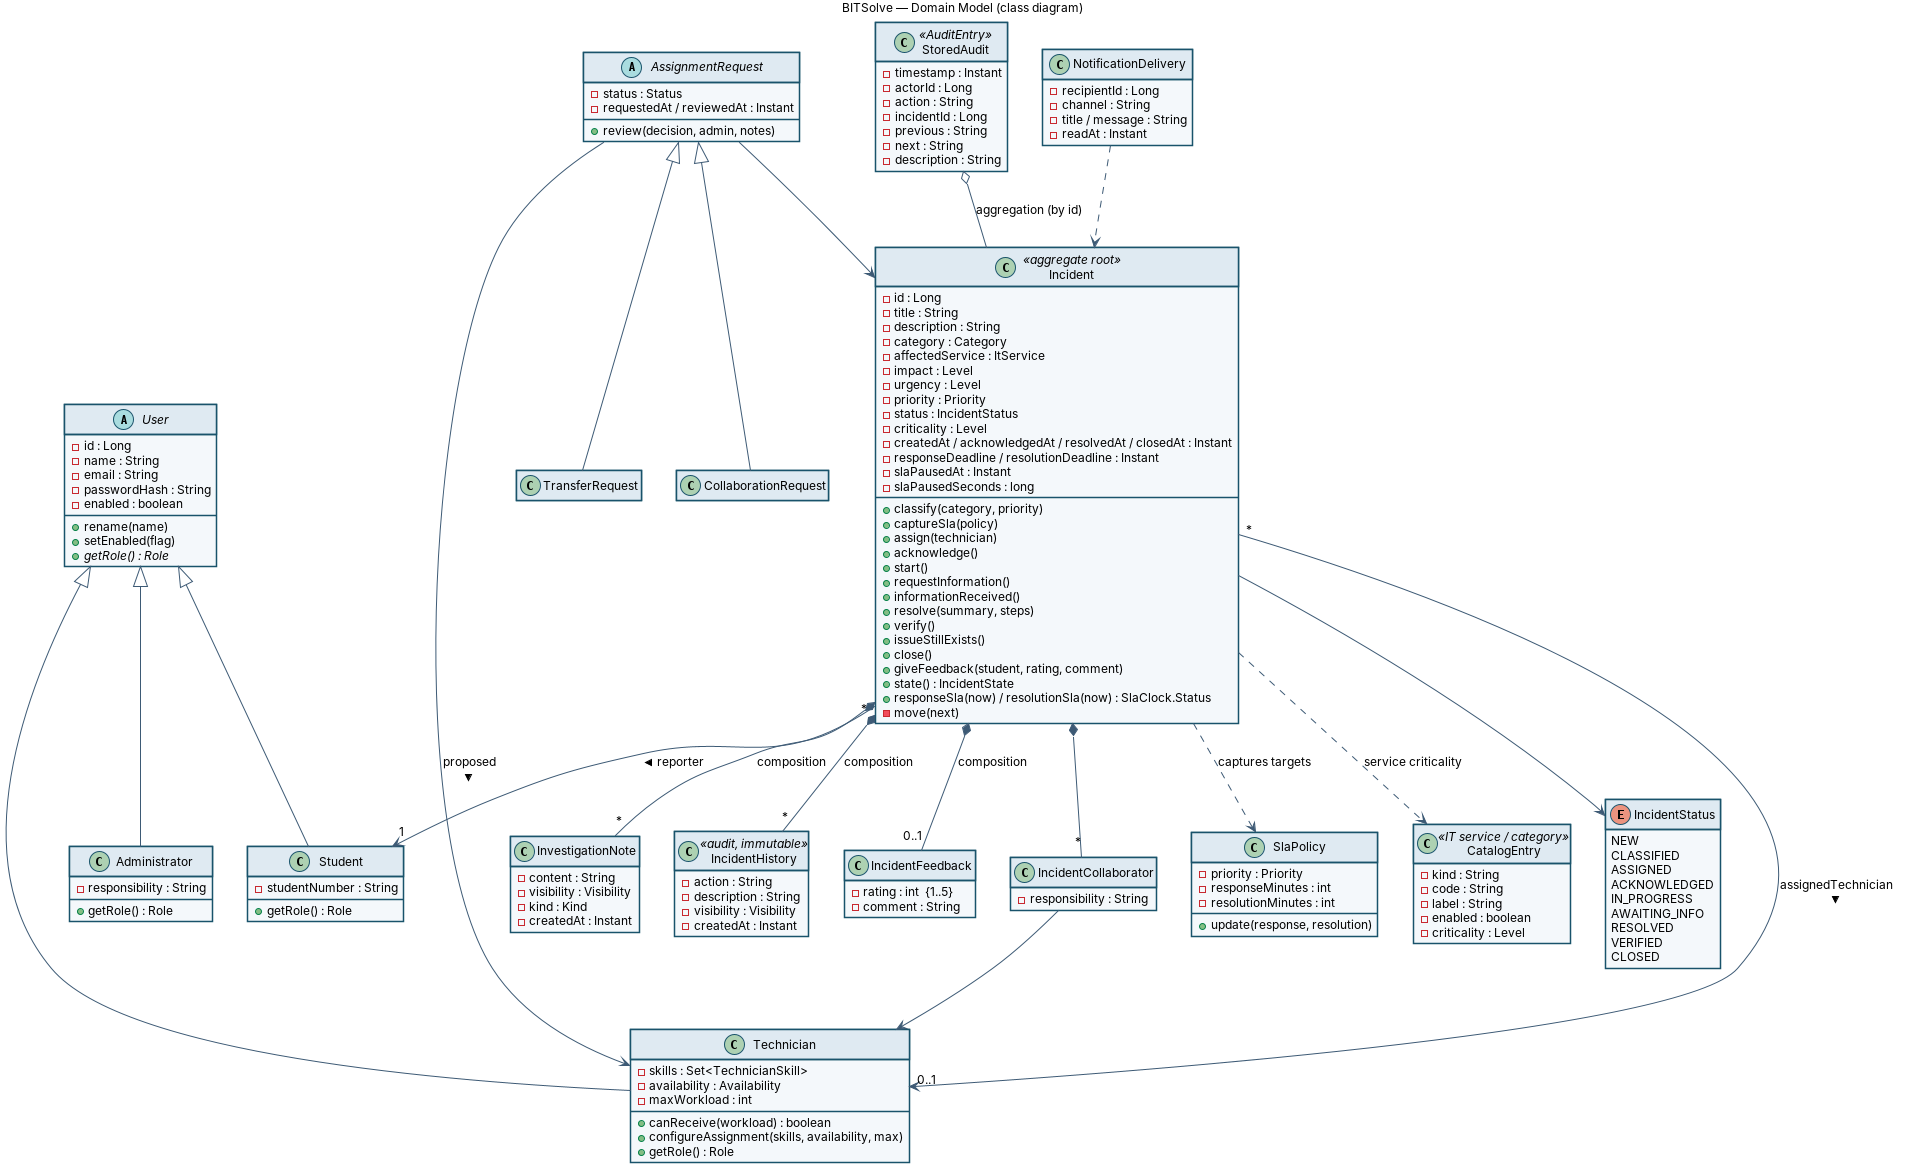 BITSolve — Domain Model (class diagram)
«AuditEntry»
StoredAudit
timestamp : Instant
actorId : Long
action : String
incidentId : Long
previous : String
next : String
description : String
C
NotificationDelivery
recipientId : Long
channel : String
title / message : String
readAt : Instant
C
AssignmentRequest
status : Status
requestedAt / reviewedAt : Instant
review(decision, admin, notes)
A
aggregation (by id)
«aggregate root»
Incident
id : Long
title : String
description : String
category : Category
affectedService : ItService
impact : Level
urgency : Level
priority : Priority
status : IncidentStatus
criticality : Level
createdAt / acknowledgedAt / resolvedAt / closedAt : Instant
responseDeadline / resolutionDeadline : Instant
slaPausedAt : Instant
slaPausedSeconds : long
classify(category, priority)
captureSla(policy)
assign(technician)
acknowledge()
start()
requestInformation()
informationReceived()
resolve(summary, steps)
verify()
issueStillExists()
close()
giveFeedback(student, rating, comment)
state() : IncidentState
responseSla(now) / resolutionSla(now) : SlaClock.Status
move(next)
C
User
id : Long
name : String
email : String
passwordHash : String
enabled : boolean
rename(name)
setEnabled(flag)
getRole() : Role
A
C
TransferRequest
C
CollaborationRequest
*
*
proposed
▼
◄ reporter
composition
composition
composition
captures targets
service criticality
1
*
*
0..1
*
C
Administrator
responsibility : String
getRole() : Role
C
Student
studentNumber : String
getRole() : Role
C
InvestigationNote
content : String
visibility : Visibility
kind : Kind
createdAt : Instant
C
«audit, immutable»
IncidentHistory
action : String
description : String
visibility : Visibility
createdAt : Instant
C
IncidentFeedback
rating : int {1..5}
comment : String
C
IncidentCollaborator
responsibility : String
C
SlaPolicy
priority : Priority
responseMinutes : int
resolutionMinutes : int
update(response, resolution)
C
«IT service / category»
CatalogEntry
kind : String
code : String
label : String
enabled : boolean
criticality : Level
E
IncidentStatus
NEW
CLASSIFIED
ASSIGNED
ACKNOWLEDGED
IN_PROGRESS
AWAITING_INFO
RESOLVED
VERIFIED
CLOSED
assignedTechnician
▼
0..1
C
Technician
skills : Set<TechnicianSkill>
availability : Availability
maxWorkload : int
canReceive(workload) : boolean
configureAssignment(skills, availability, max)
getRole() : Role